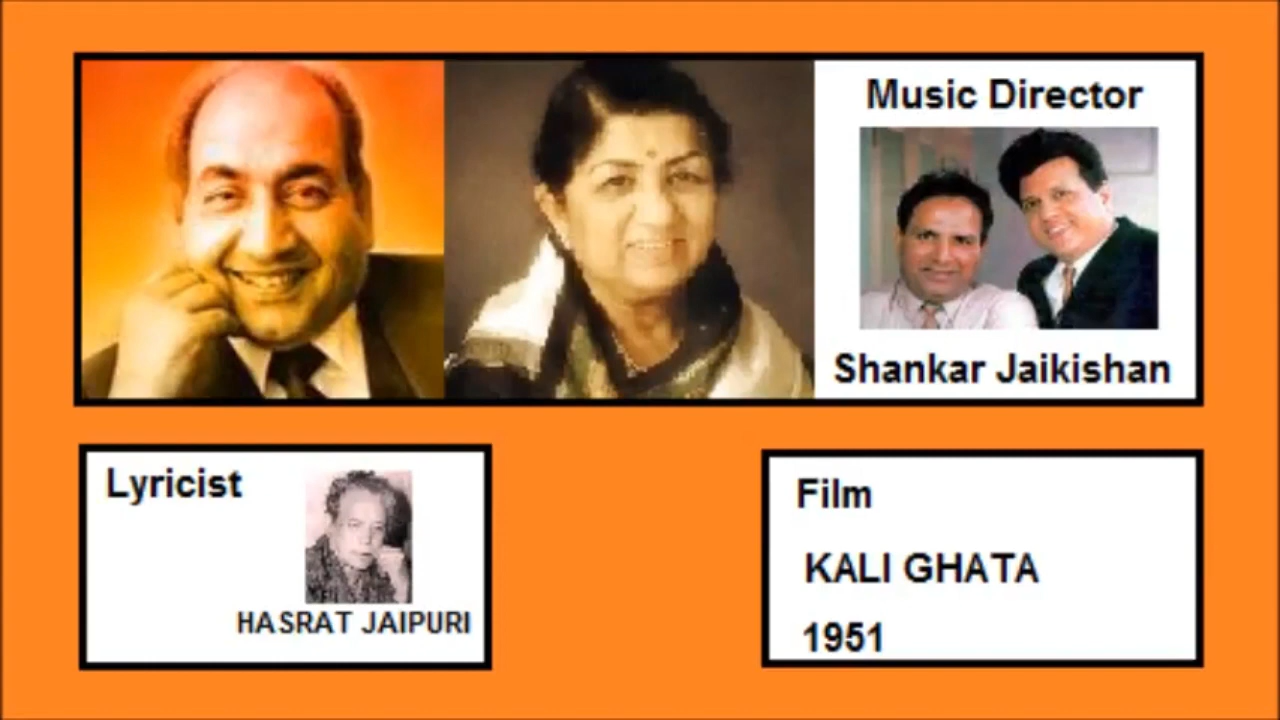 Music Director
Shankar Jaikishan
Lyricist
HASRAT JAIPURI
Film
KALI GHATA
1951